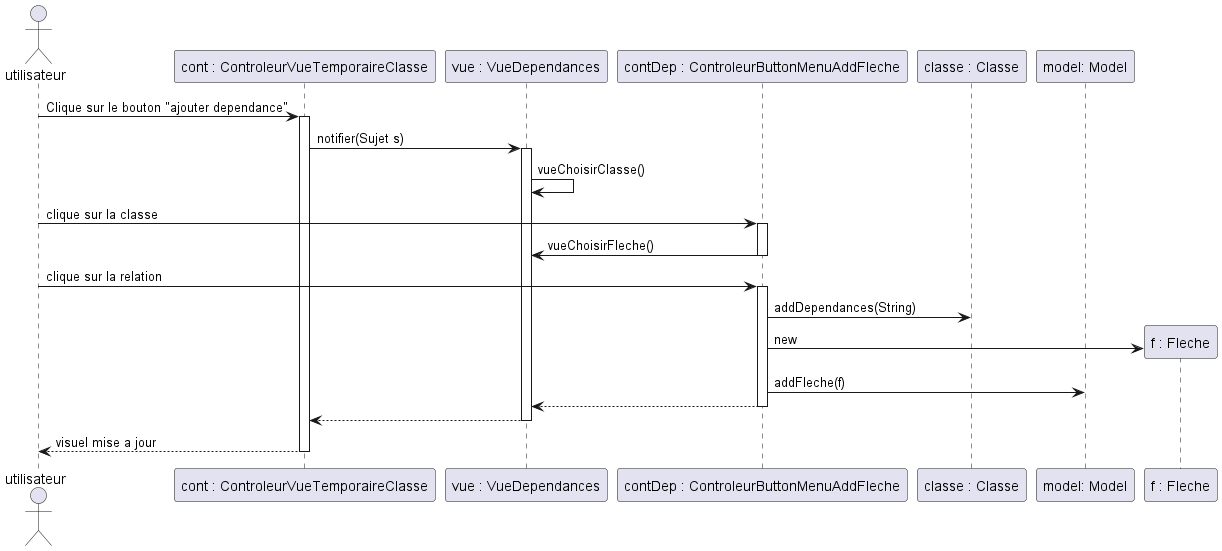 utilisateur
cont : ControleurVueTemporaireClasse
vue : VueDependances
contDep : ControleurButtonMenuAddFleche
classe : Classe
model: Model
Clique sur le bouton "ajouter dependance"
notifier(Sujet s)
vueChoisirClasse()
clique sur la classe
vueChoisirFleche()
clique sur la relation
addDependances(String)
new
f : Fleche
addFleche(f)
visuel mise a jour
utilisateur
cont : ControleurVueTemporaireClasse
vue : VueDependances
contDep : ControleurButtonMenuAddFleche
classe : Classe
model: Model
f : Fleche